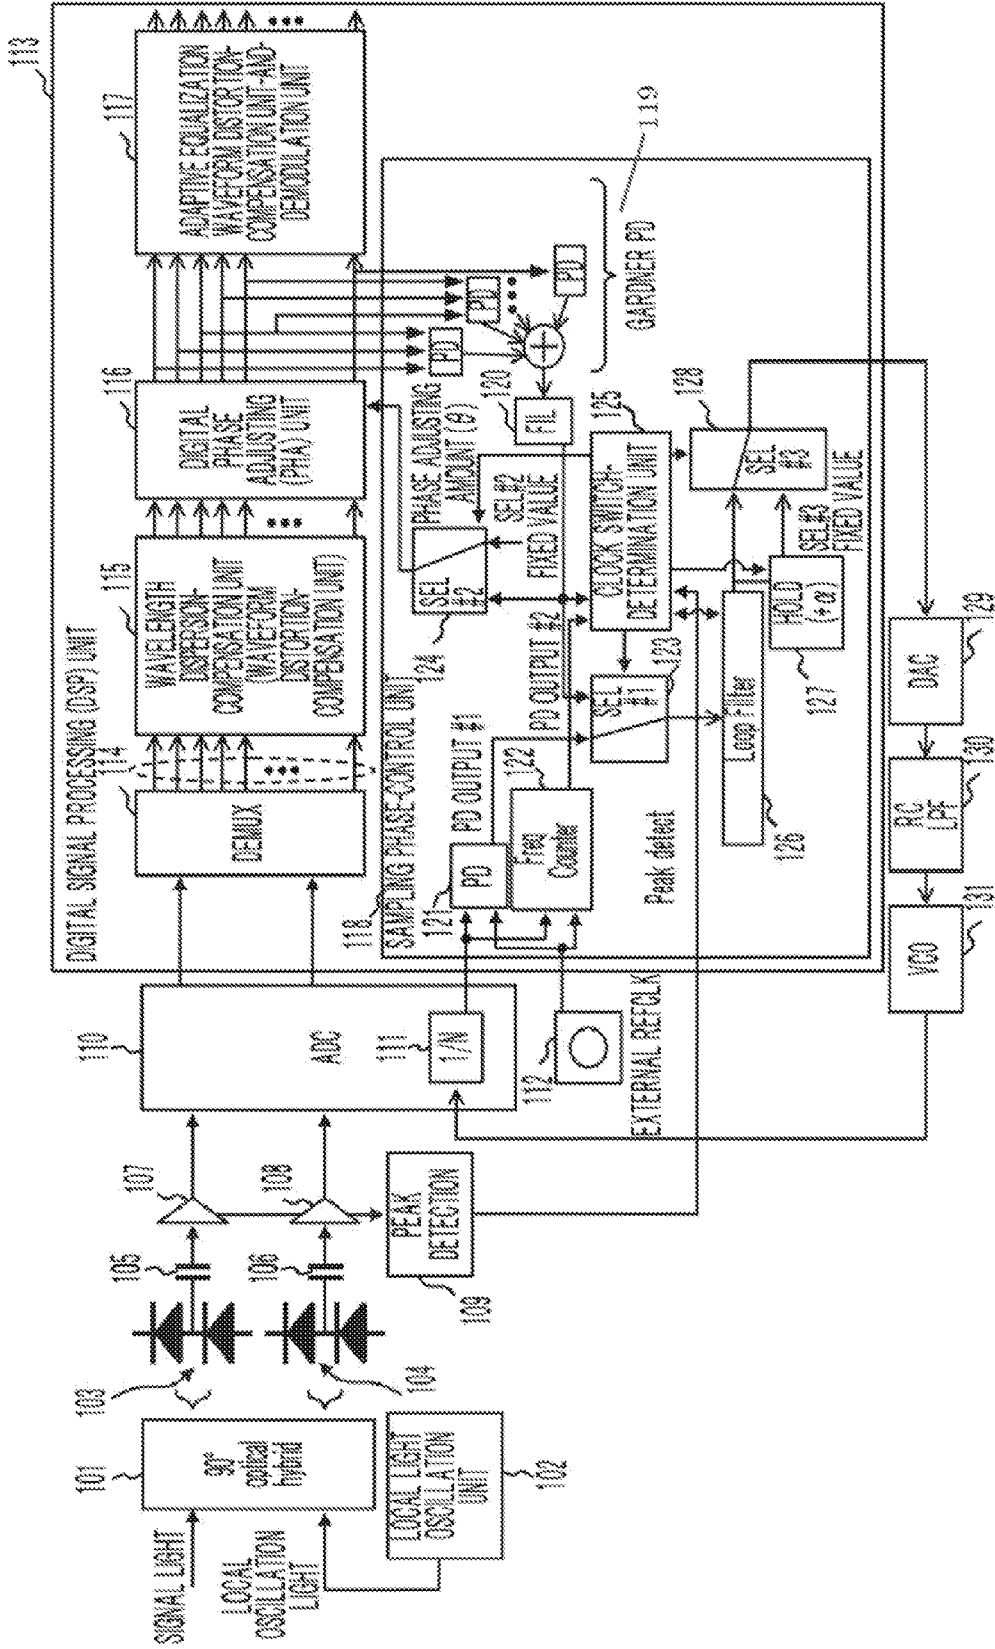 SIGNAL LIGHT
LOCAL
OSCILLATION
LIGHT
101
90°
optical
hybrid
LOCAL LIGHT
OSCILLATION
UNIT
102
103
104
105
106
107
108
PEAK
DETECTION
109
110
ADC
111
1/N
112
EXTERNAL REFCLK
113
DIGITAL SIGNAL PROCESSING (DSP) UNIT
114
DEMUX
115
WAVELENGTH
DISPERSION-
COMPENSATION UNIT
(WAVEFORM
DISTORTION-
COMPENSATION UNIT)
116
DIGITAL
PHASE
ADJUSTING
(PHA) UNIT
117
ADAPTIVE EQUALIZATION
WAVEFORM DISTORTION-
COMPENSATION UNIT-AND-
DEMODULATION UNIT
118
SAMPLING PHASE-CONTROL UNIT
121
PD
PD OUTPUT #1
122
Freq
Counter
PD OUTPUT #2
SEL
#1
123
124
SEL
#2
PHASE ADJUSTING
AMOUNT (θ)
SEL#2
FIXED VALUE
120
FIL
PD
PD
PD
GARDNER PD
119
125
CLOCK SWITCH-
DETERMINATION UNIT
Peak detect
126
Loop Filter
127
HOLD
(+α)
SEL#3
FIXED VALUE
128
SEL
#3
DAC
129
RC
LPF
130
VCO
131